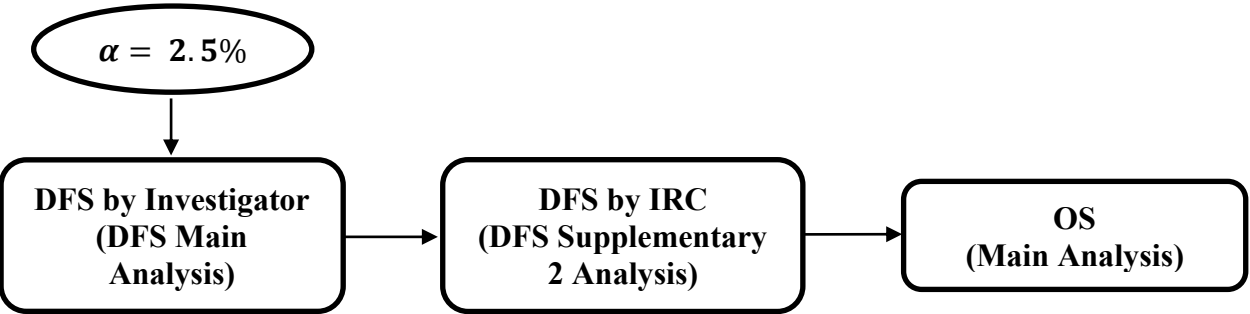 α = 2.5%
DFS by Investigator
(DFS Main
Analysis)
DFS by IRC
(DFS Supplementary
2 Analysis)
OS
(Main Analysis)